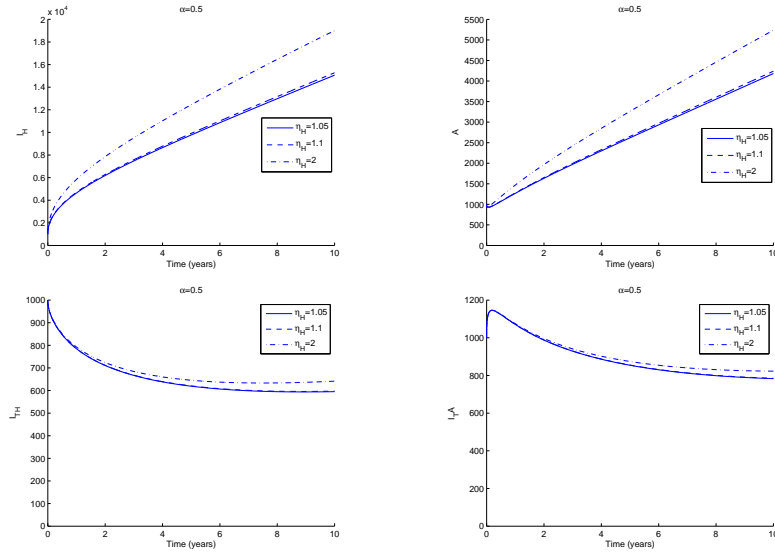 α=0.5
x 10⁴
2
1.8
1.6
1.4
1.2
1
0.8
0.6
0.4
0.2
0
I_H
η_H=1.05
η_H=1.1
η_H=2
0 2 4 6 8 10
Time (years)
α=0.5
5500
5000
4500
4000
3500
3000
2500
2000
1500
1000
500
0
A
η_H=1.05
η_H=1.1
η_H=2
0 2 4 6 8 10
Time (years)
α=0.5
1000
900
800
700
600
500
400
300
200
100
0
I_TH
η_H=1.05
η_H=1.1
η_H=2
0 2 4 6 8 10
Time (years)
α=0.5
1200
1000
800
600
400
200
0
I_TA
η_H=1.05
η_H=1.1
η_H=2
0 2 4 6 8 10
Time (years)